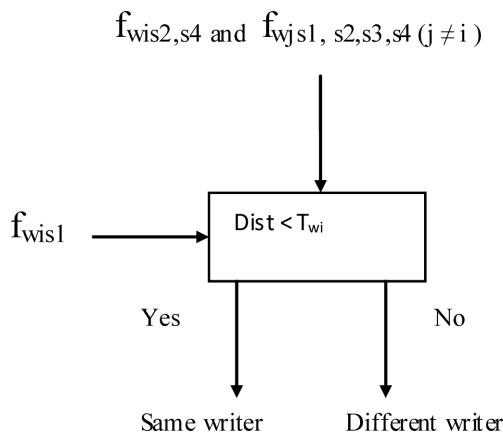 fwis2,s4 and fwjs1, s2,s3,s4 (j ≠ i )
Dist < Twi
fwis1
Yes
No
Same writer
Different writer